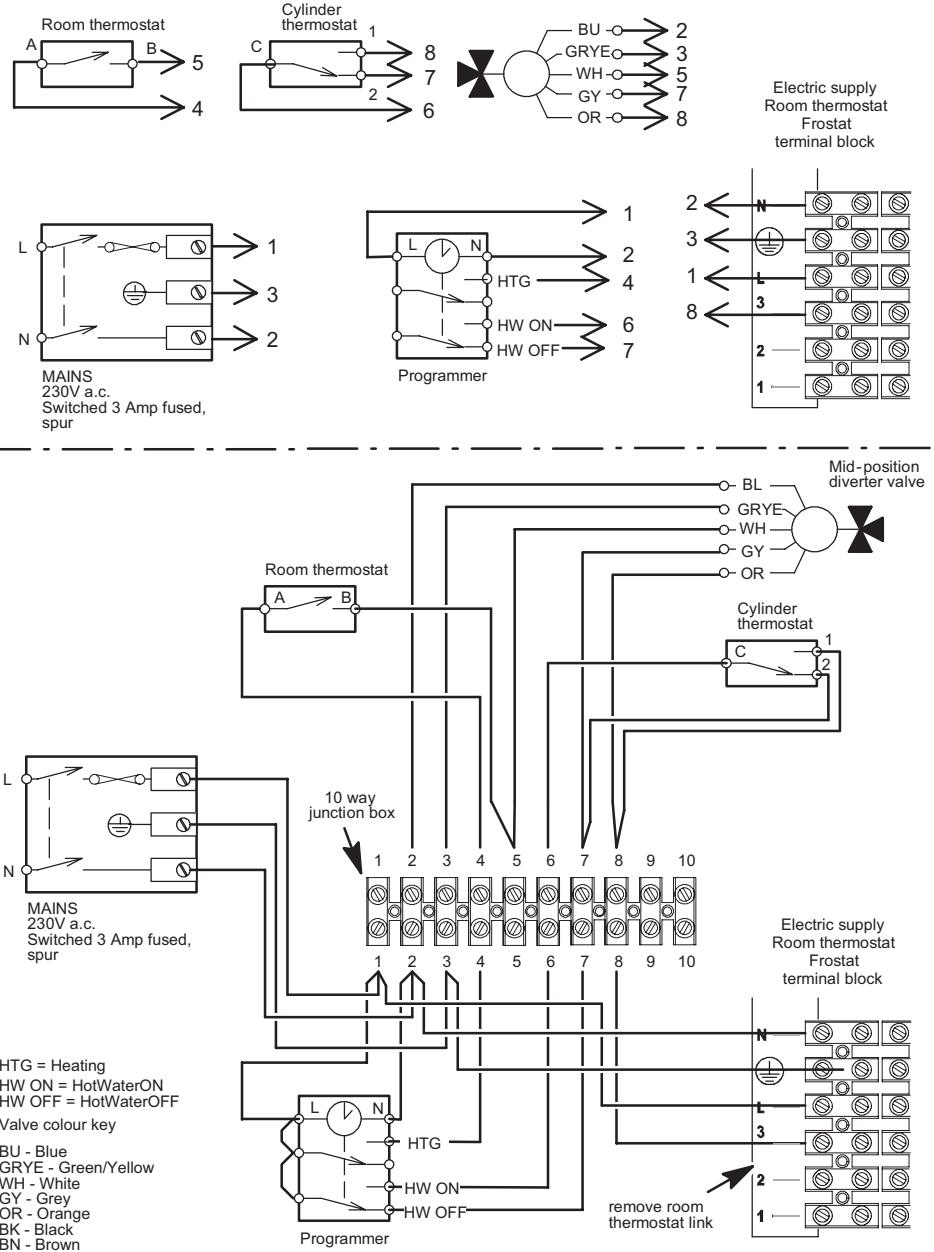 Room thermostat
A
B
5
4
Cylinder
thermostat
C
1
8
7
2
6
BU
2
GRYE
3
WH
5
GY
7
OR
8
Electric supply
Room thermostat
Frostat
terminal block
2
N
3
1
L
3
8
2
1
L
1
3
N
2
MAINS
230V a.c.
Switched 3 Amp fused,
spur
1
L
N
2
HTG
4
HW ON
6
HW OFF
7
Programmer
Mid-position
diverter valve
BL
GRYE
WH
GY
OR
Room thermostat
A
B
Cylinder
thermostat
C
1
2
L
N
MAINS
230V a.c.
Switched 3 Amp fused,
spur
10 way
junction box
1 2 3 4 5 6 7 8 9 10
1 2 3 4 5 6 7 8 9 10
Electric supply
Room thermostat
Frostat
terminal block
N
L
3
2
1
remove room
thermostat link
L
N
HTG
HW ON
HW OFF
Programmer
HTG = Heating
HW ON = HotWaterON
HW OFF = HotWaterOFF
Valve colour key
BU - Blue
GRYE - Green/Yellow
WH - White
GY - Grey
OR - Orange
BK - Black
BN - Brown